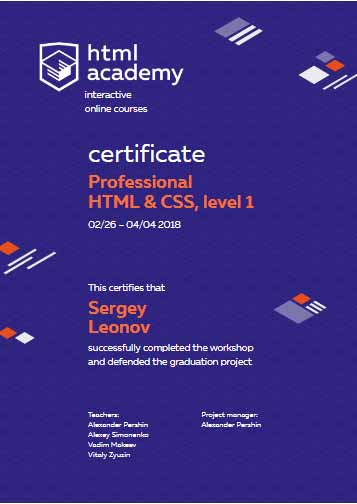 html
academy
interactive
online courses
certificate
Professional
HTML & CSS, level 1
02/26 – 04/04 2018
This certifies that
Sergey
Leonov
successfully completed the workshop
and defended the graduation project
Teachers:
Alexander Pershin
Alexey Simonenko
Vadim Makeev
Vitaly Zyuzin
Project manager:
Alexander Pershin